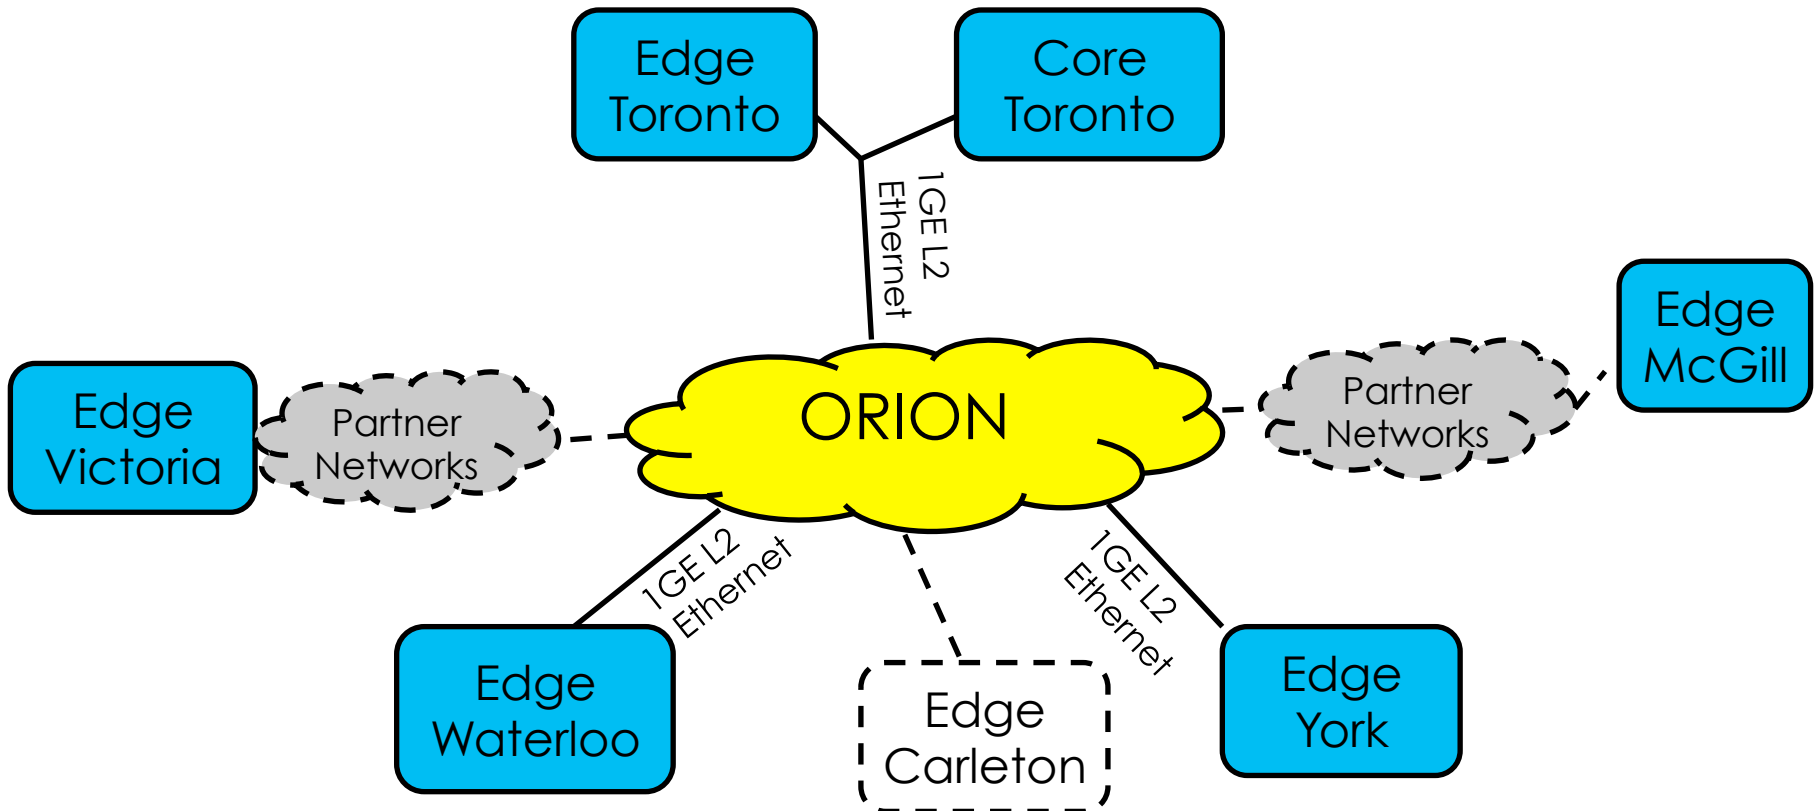 Edge
Toronto
Core
Toronto
1GE L2
Ethernet
Edge
McGill
Partner
Networks
ORION
Edge
Victoria
Partner
Networks
1GE L2
Ethernet
1GE L2
Ethernet
Edge
Waterloo
Edge
Carleton
Edge
York